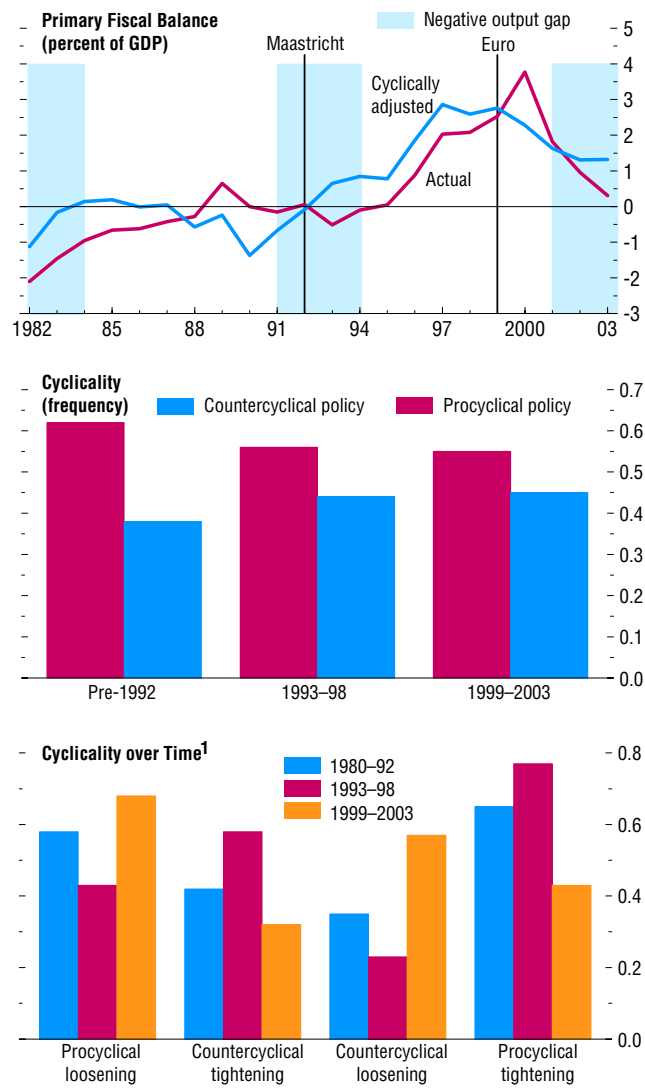 Primary Fiscal Balance
(percent of GDP)
Negative output gap
Maastricht
Euro
Cyclically
adjusted
Actual
5
4
3
2
1
0
-1
-2
-3
1982 85 88 91 94 97 2000 03
Cyclicality
(frequency)
Countercyclical policy
Procyclical policy
0.7
0.6
0.5
0.4
0.3
0.2
0.1
0.0
Pre-1992 1993–98 1999–2003
Cyclicality over Time1
1980–92
1993–98
1999–2003
0.8
0.6
0.4
0.2
0.0
Procyclical
loosening
Countercyclical
tightening
Countercyclical
loosening
Procyclical
tightening